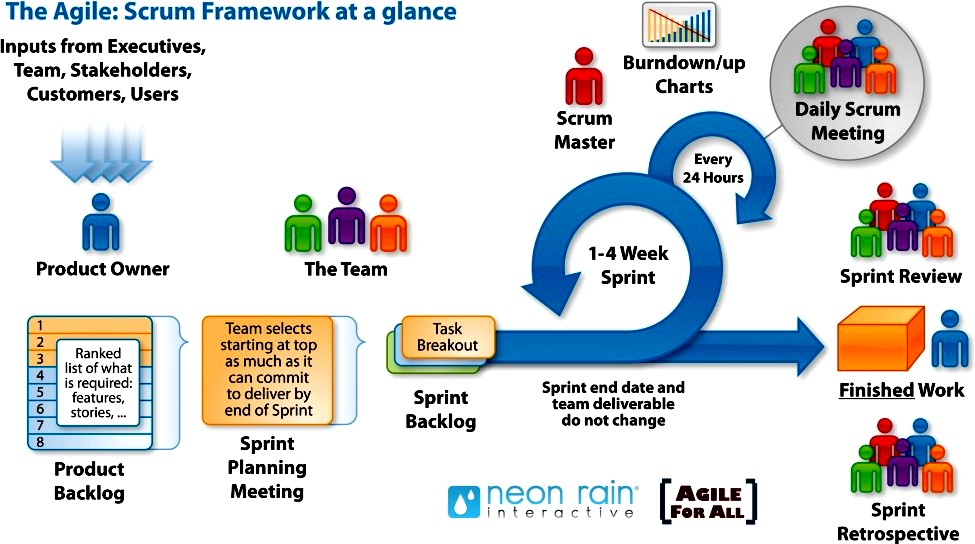 The Agile: Scrum Framework at a glance
Inputs from Executives,
Team, Stakeholders,
Customers, Users
Product Owner
The Team
Scrum
Master
Burndown/up
Charts
Daily Scrum
Meeting
Every
24 Hours
1-4 Week
Sprint
Sprint Review
1
2
3
4
5
6
7
8
Ranked
list of what
is required:
features,
stories, ...
Product
Backlog
Team selects
starting at top
as much as it
can commit
to deliver by
end of Sprint
Sprint
Planning
Meeting
Task
Breakout
Sprint
Backlog
Sprint end date and
team deliverable
do not change
Finished Work
Sprint
Retrospective
neon rain
interactive
AGILE
FOR ALL